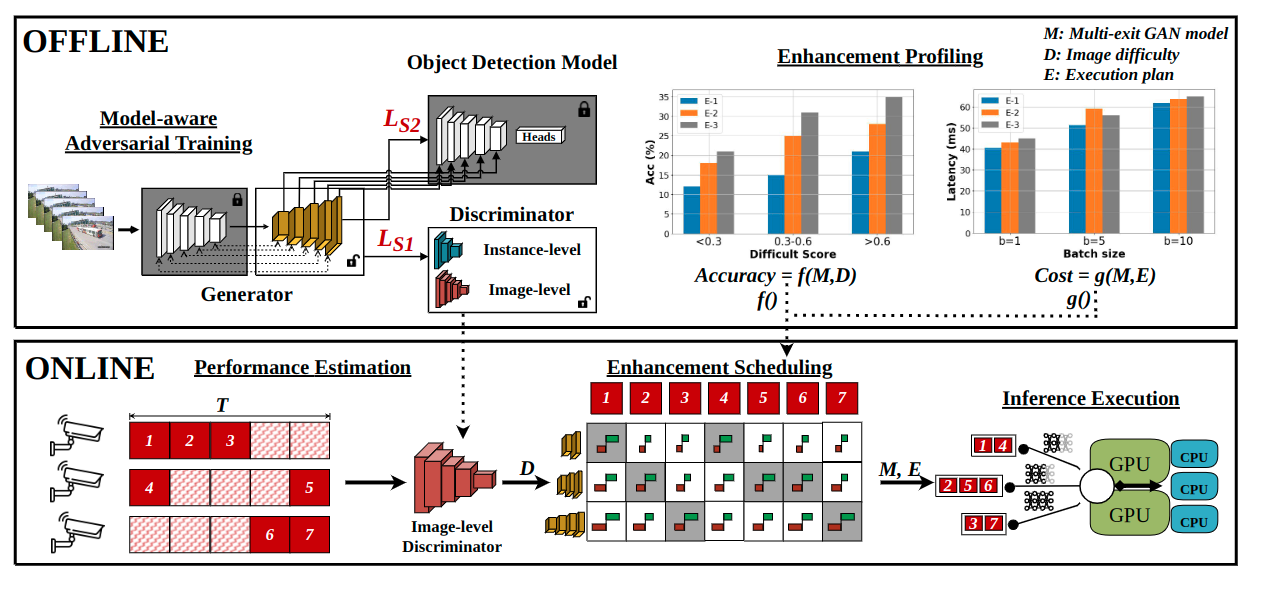 OFFLINE
M: Multi-exit GAN model
D: Image difficulty
E: Execution plan
Object Detection Model
Enhancement Profiling
Model-aware
Adversarial Training
LS2
Heads
Discriminator
LS1
Instance-level
Image-level
Generator
35
30
25
20
15
10
5
0
Acc (%)
E-1
E-2
E-3
<0.3
0.3-0.6
>0.6
Difficult Score
Accuracy = f(M,D)
f()
60
50
40
30
20
10
0
Latency (ms)
E-1
E-2
E-3
b=1
b=5
b=10
Batch size
Cost = g(M,E)
g()
ONLINE
Performance Estimation
T
1 2 3
4 5
6 7
Image-level
Discriminator
D
Enhancement Scheduling
1 2 3 4 5 6 7
M, E
Inference Execution
1 4
2 5 6
3 7
GPU
GPU
CPU
CPU
CPU